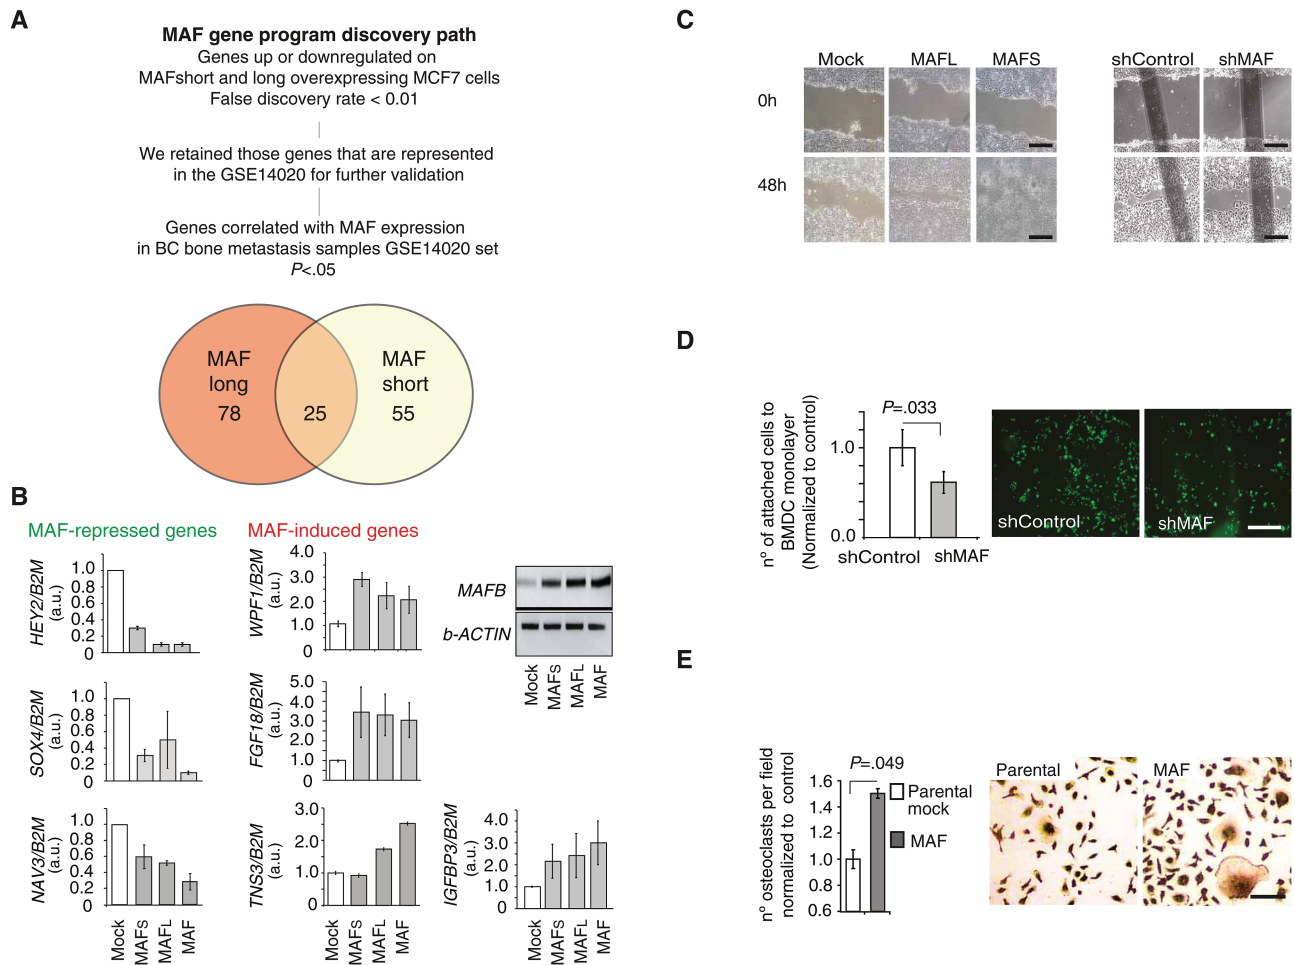 A
MAF gene program discovery path
Genes up or downregulated on
MAFshort and long overexpressing MCF7 cells
False discovery rate < 0.01
We retained those genes that are represented
in the GSE14020 for further validation
Genes correlated with MAF expression
in BC bone metastasis samples GSE14020 set
P<.05
MAF
long
78
25
MAF
short
55
B
MAF-repressed genes
MAF-induced genes
HEY2/B2M
(a.u.)
1.0
0.8
0.6
0.4
0.2
0
WPF1/B2M
(a.u.)
4.0
3.0
2.0
1.0
0
MAFB
b-ACTIN
Mock
MAFS
MAFL
MAF
SOX4/B2M
(a.u.)
1.0
0.8
0.6
0.4
0.2
0
FGF18/B2M
(a.u.)
5.0
4.0
3.0
2.0
1.0
0
NAV3/B2M
(a.u.)
1.0
0.8
0.6
0.4
0.2
0
Mock
MAFS
MAFL
MAF
TNS3/B2M
(a.u.)
3.0
2.0
1.0
0
Mock
MAFS
MAFL
MAF
IGFBP3/B2M
(a.u.)
4.0
3.0
2.0
1.0
0
Mock
MAFS
MAFL
MAF
C
Mock
MAFL
MAFS
shControl
shMAF
0h
48h
D
n° of attached cells to
BMDC monolayer
(Normalized to control)
P=.033
1.0
0.0
shControl
shMAF
shControl
shMAF
E
n° osteoclasts per field
normalized to control
P=.049
1.6
1.4
1.2
1.0
0.8
0.6
Parental
mock
MAF
Parental
MAF